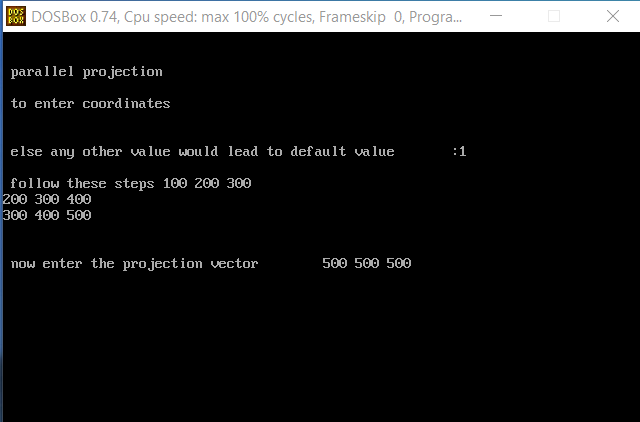 DOS BOX
DOSBox 0.74, Cpu speed: max 100% cycles, Frameskip 0, Progra...
parallel projection
to enter coordinates
else any other value would lead to default value :1
follow these steps 100 200 300
200 300 400
300 400 500
now enter the projection vector 500 500 500